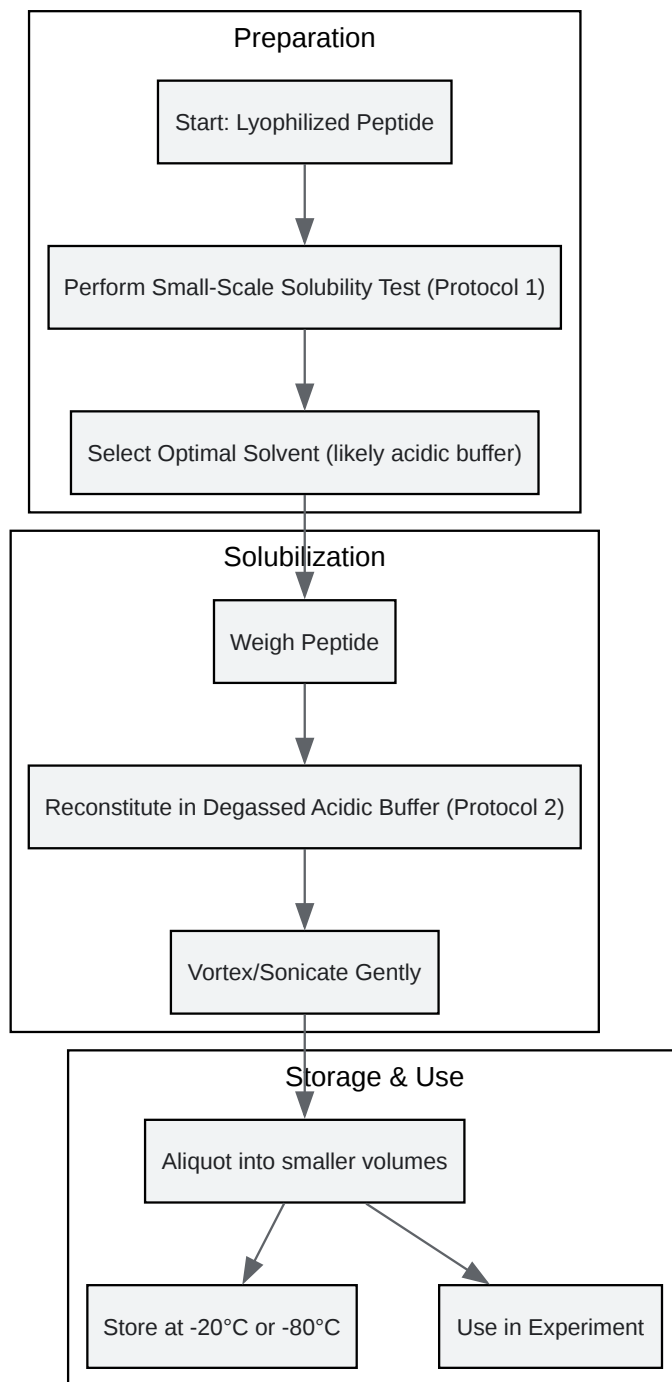 Preparation
Start: Lyophilized Peptide
Perform Small-Scale Solubility Test (Protocol 1)
Select Optimal Solvent (likely acidic buffer)
Solubilization
Weigh Peptide
Reconstitute in Degassed Acidic Buffer (Protocol 2)
Vortex/Sonicate Gently
Storage & Use
Aliquot into smaller volumes
Store at -20°C or -80°C
Use in Experiment